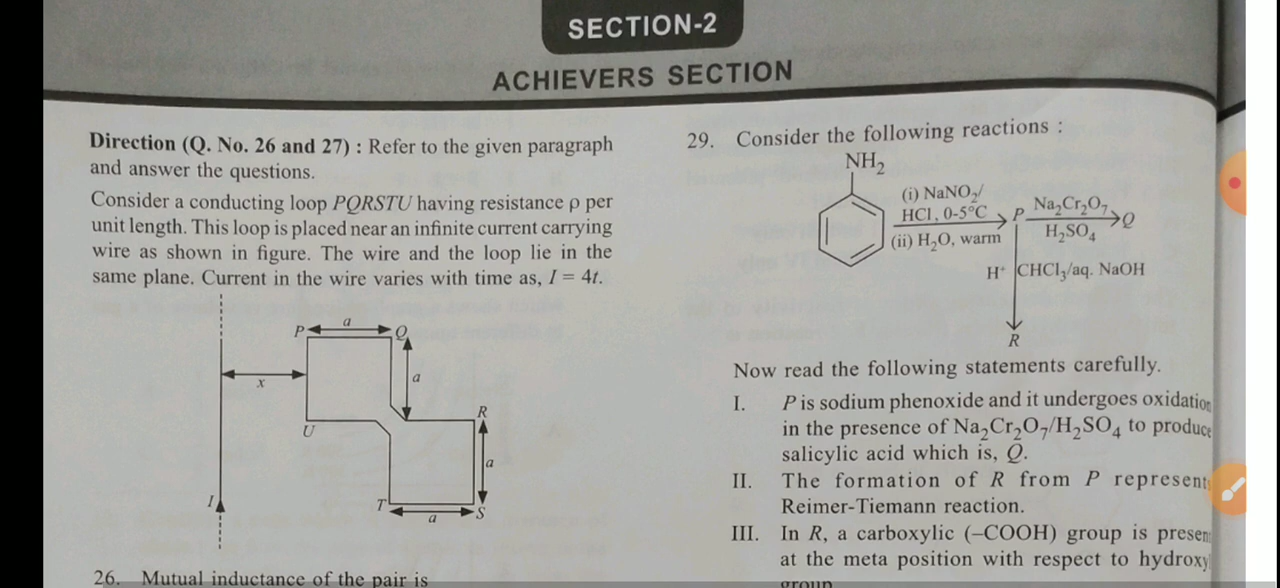 SECTION-2
ACHIEVERS SECTION
Direction (Q. No. 26 and 27) : Refer to the given paragraph
and answer the questions.
Consider a conducting loop PQRSTU having resistance ρ per
unit length. This loop is placed near an infinite current carrying
wire as shown in figure. The wire and the loop lie in the
same plane. Current in the wire varies with time as, I = 4t.
P
a
Q
x
a
U
R
a
I
T
a
S
26. Mutual inductance of the pair is
29. Consider the following reactions :
NH₂
(i) NaNO₂/
HCl, 0-5°C
(ii) H₂O, warm
P
Na₂Cr₂O₇
H₂SO₄
Q
H⁺ CHCl₃/aq. NaOH
R
Now read the following statements carefully.
I. P is sodium phenoxide and it undergoes oxidation
in the presence of Na₂Cr₂O₇/H₂SO₄ to produce
salicylic acid which is, Q.
II. The formation of R from P represent
Reimer-Tiemann reaction.
III. In R, a carboxylic (–COOH) group is presen
at the meta position with respect to hydroxy
group